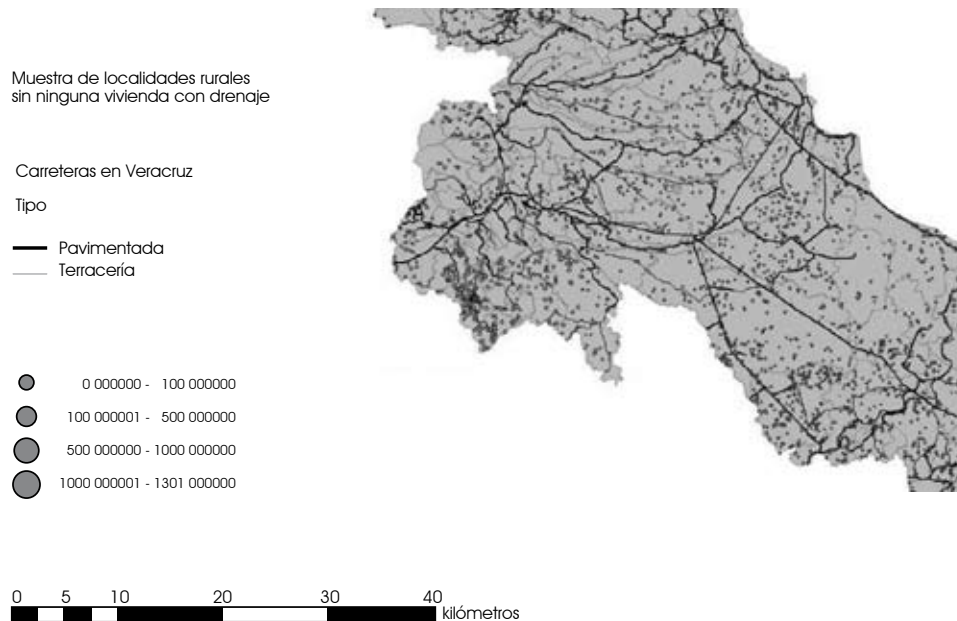 Muestra de localidades rurales
sin ninguna vivienda con drenaje
Carreteras en Veracruz
Tipo
Pavimentada
Terracería
0 000000 - 100 000000
100 000001 - 500 000000
500 000000 - 1000 000000
1000 000001 - 1301 000000
0 5 10 20 30 40
kilómetros